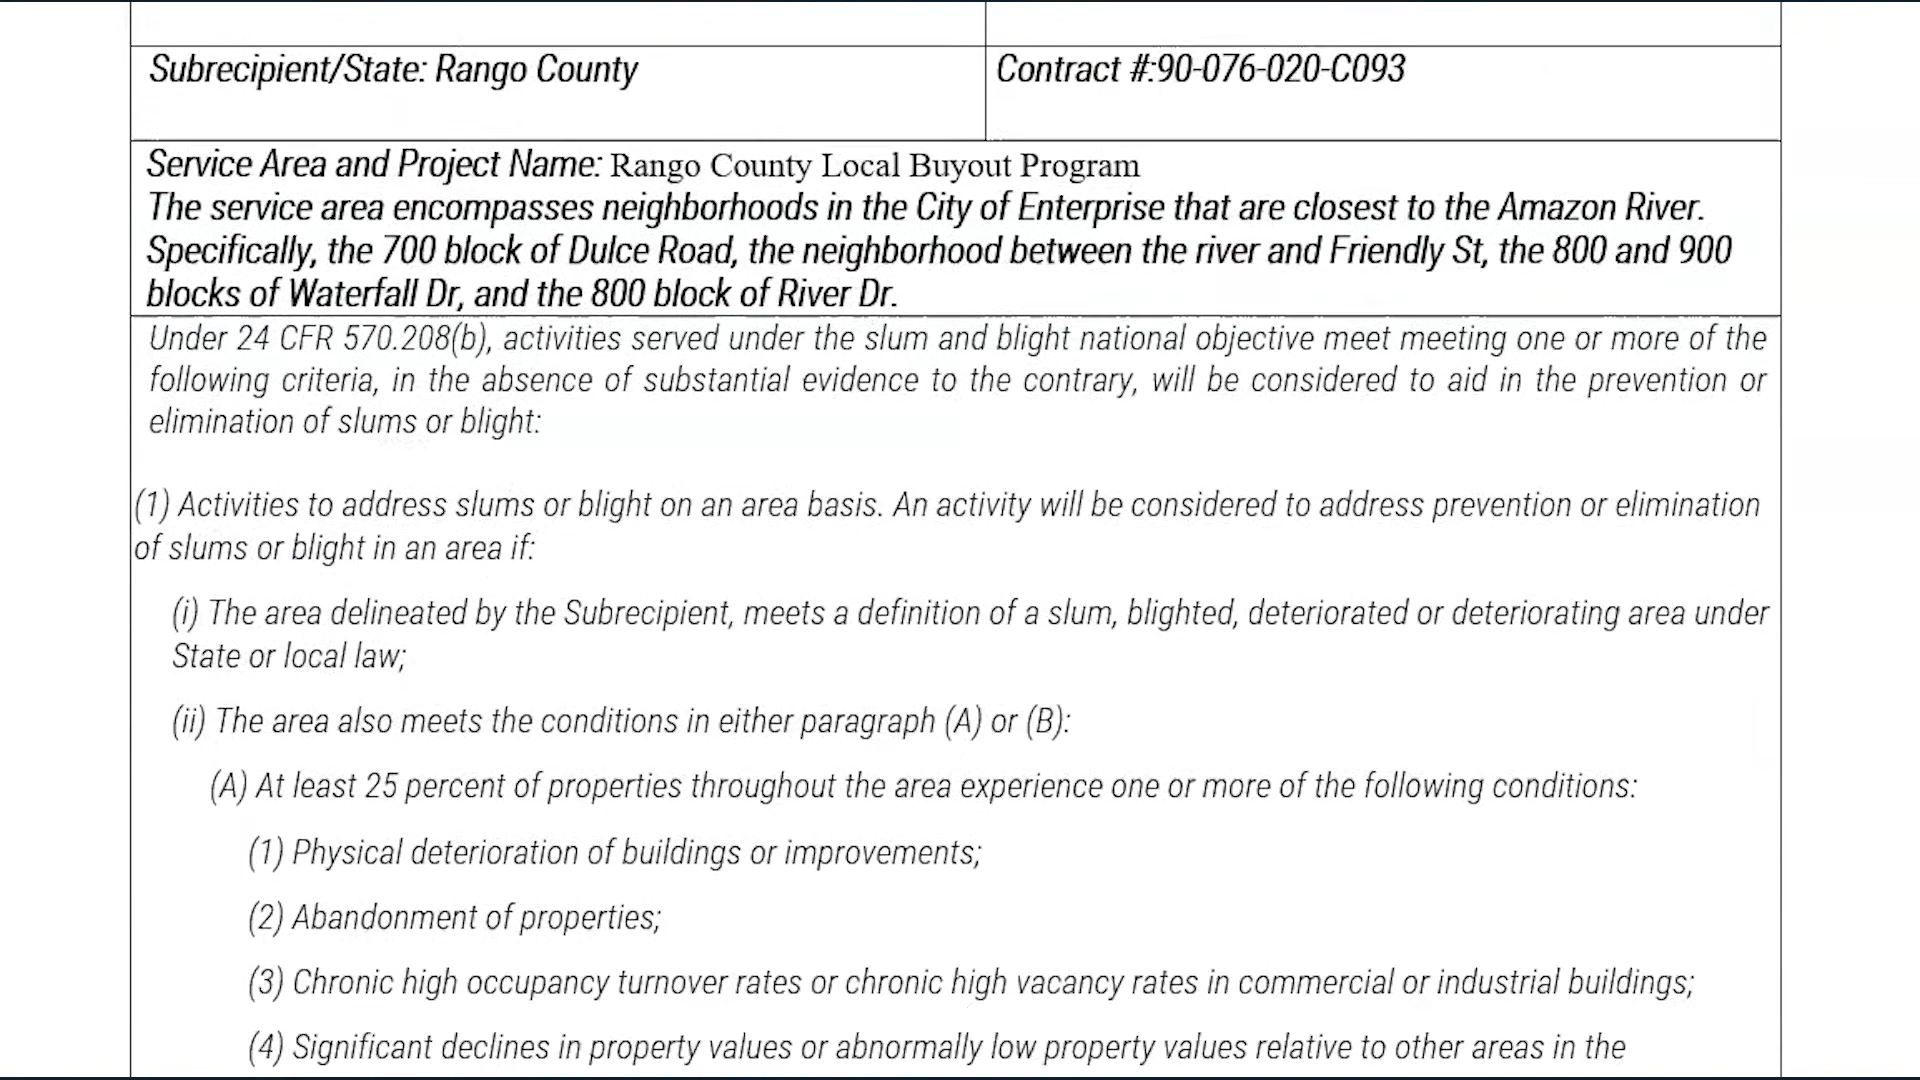 Subrecipient/State: Rango County
Contract #:90-076-020-C093
Service Area and Project Name: Rango County Local Buyout Program
The service area encompasses neighborhoods in the City of Enterprise that are closest to the Amazon River.
Specifically, the 700 block of Dulce Road, the neighborhood between the river and Friendly St, the 800 and 900
blocks of Waterfall Dr, and the 800 block of River Dr.
Under 24 CFR 570.208(b), activities served under the slum and blight national objective meet meeting one or more of the
following criteria, in the absence of substantial evidence to the contrary, will be considered to aid in the prevention or
elimination of slums or blight:
(1) Activities to address slums or blight on an area basis. An activity will be considered to address prevention or elimination
of slums or blight in an area if:
(i) The area delineated by the Subrecipient, meets a definition of a slum, blighted, deteriorated or deteriorating area under
State or local law;
(ii) The area also meets the conditions in either paragraph (A) or (B):
(A) At least 25 percent of properties throughout the area experience one or more of the following conditions:
(1) Physical deterioration of buildings or improvements;
(2) Abandonment of properties;
(3) Chronic high occupancy turnover rates or chronic high vacancy rates in commercial or industrial buildings;
(4) Significant declines in property values or abnormally low property values relative to other areas in the